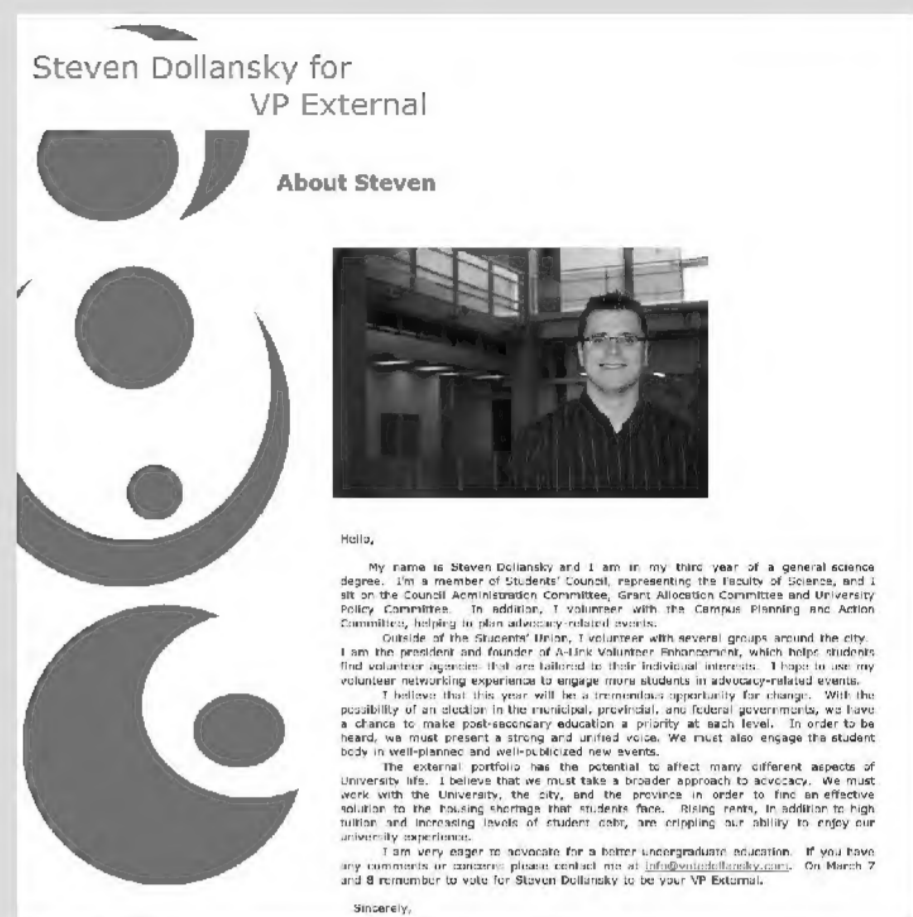 Steven Dollansky for
VP External
About Steven
Hello,
My name is Steven Dollansky and I am in my third year of a general science
degree. I'm a member of Students' Council, representing the Faculty of Science, and I
sit on the Council Administration Committee, Grant Allocation Committee and University
Policy Committee. In addition, I volunteer with the Campus Planning and Action
Committee, helping to plan advocacy-related events.
Outside of the Students' Union, I volunteer with several groups around the city.
I am the president and founder of A-Link Volunteer Enhancement, which helps students
find volunteer agencies that are tailored to their individual interests. I hope to use my
volunteer networking experience to engage more students in advocacy-related events.
I believe that this year will be a tremendous opportunity for change. With the
possibility of an election in the municipal, provincial, and federal governments, we have
a chance to make post-secondary education a priority at each level. In order to be
heard, we must present a strong and unified voice. We must also engage the student
body in well-planned and well-publicized new events.
The external portfolio has the potential to affect many different aspects of
University life. I believe that we must take a broader approach to advocacy. We must
work with the University, the city, and the province in order to find an effective
solution to the housing shortage that students face. Rising rents, in addition to high
tuition and increasing levels of student debt, are crippling our ability to enjoy our
university experience.
I am very eager to advocate for a better undergraduate education. If you have
any comments or concerns please contact me at info@votedollansky.com. On March 7
and 8 remember to vote for Steven Dollansky to be your VP External.
Sincerely,